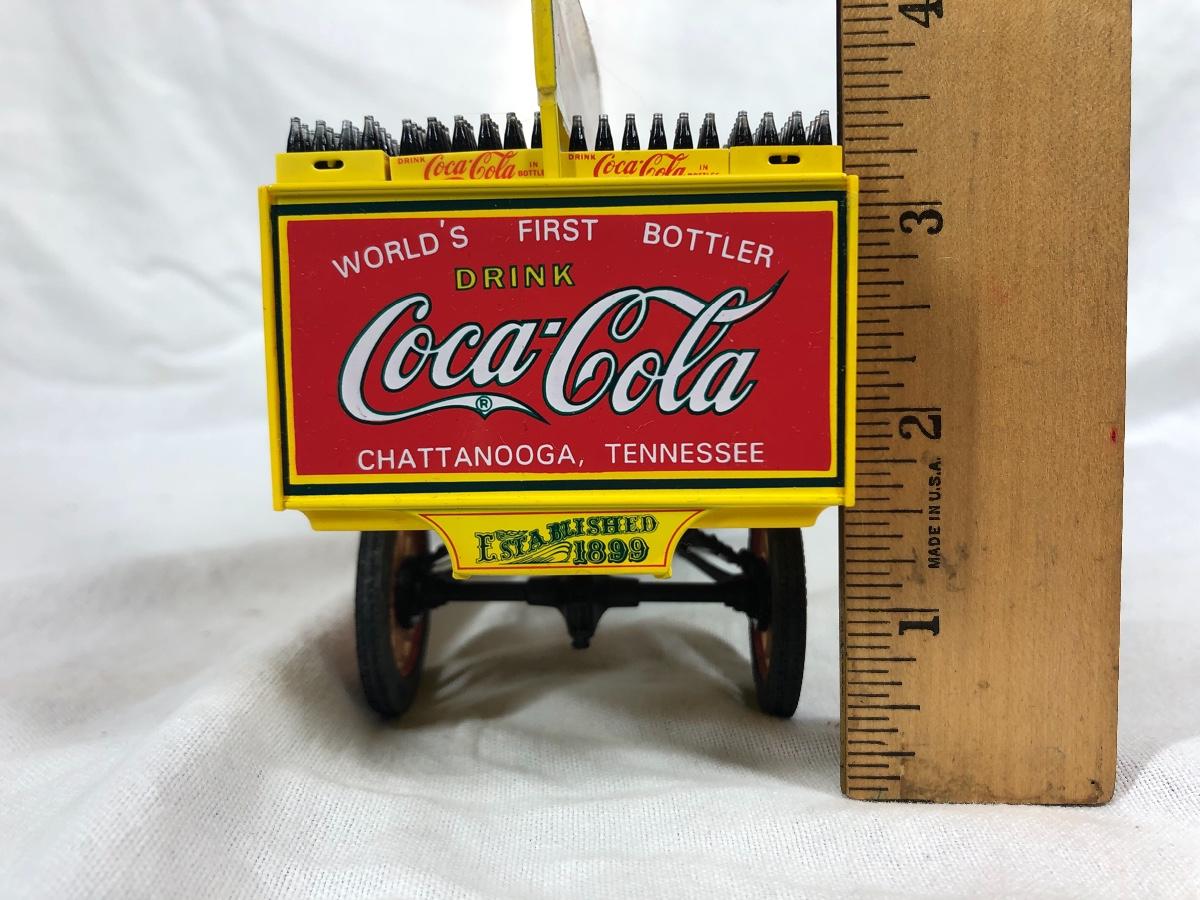 DRINK Coca-Cola IN BOTTLES
DRINK Coca-Cola IN BOTTLES
WORLD'S FIRST BOTTLER
DRINK
Coca-Cola
®
CHATTANOOGA, TENNESSEE
ESTABLISHED
1899
4
3
2
MADE IN U.S.A.
1